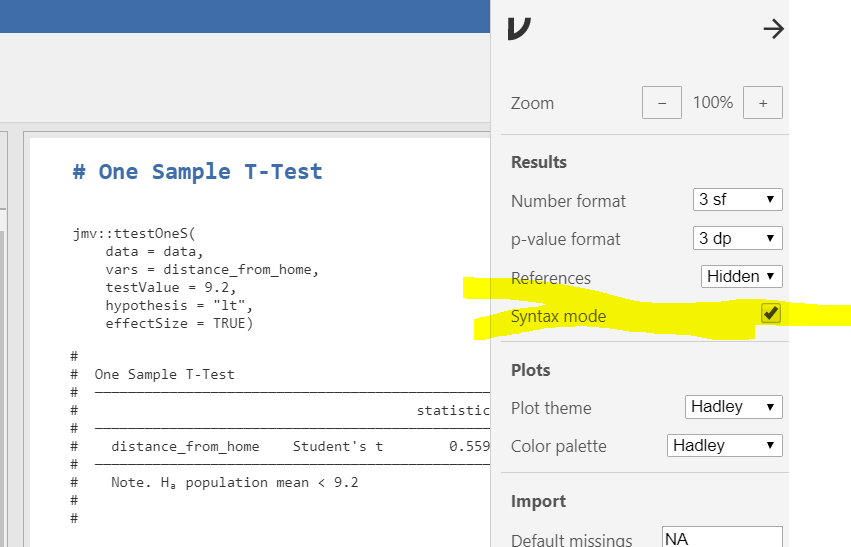 # One Sample T-Test
jmv::ttestOneS(
data = data,
vars = distance_from_home,
testValue = 9.2,
hypothesis = "lt",
effectSize = TRUE)
#
# One Sample T-Test
# ────────────────────────
# statistic
# ────────────────────────
# distance_from_home Student's t 0.559
# ────────────────────────
# Note. Hₐ population mean < 9.2
#
#
Zoom − 100% +
Results
Number format 3 sf
p-value format 3 dp
References Hidden
Syntax mode
Plots
Plot theme Hadley
Color palette Hadley
Import
Default missings NA